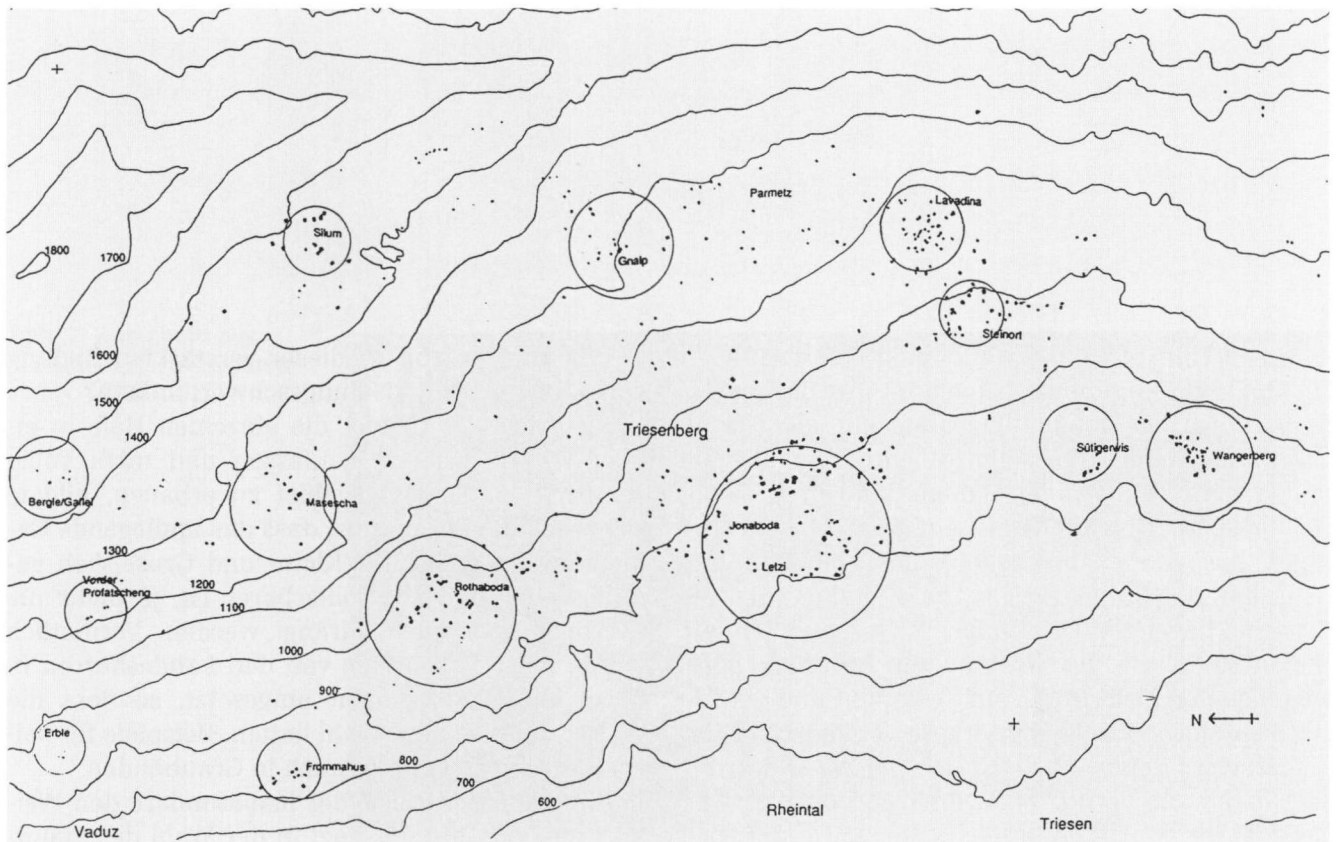 Parmetz
Lavadina
Silum
1800
1700
Gnalp
Steinort
1600
1500
Triesenberg
1400
Sütigerwis
Wangerberg
Bergle/Gaflei
Masescha
Jonaboda
1300
Letzi
Vorder
Profatscheng
1200
Rothaboda
1100
1000
900
N
Erble
Frommahus
800
700
600
Rheintal
Vaduz
Triesen